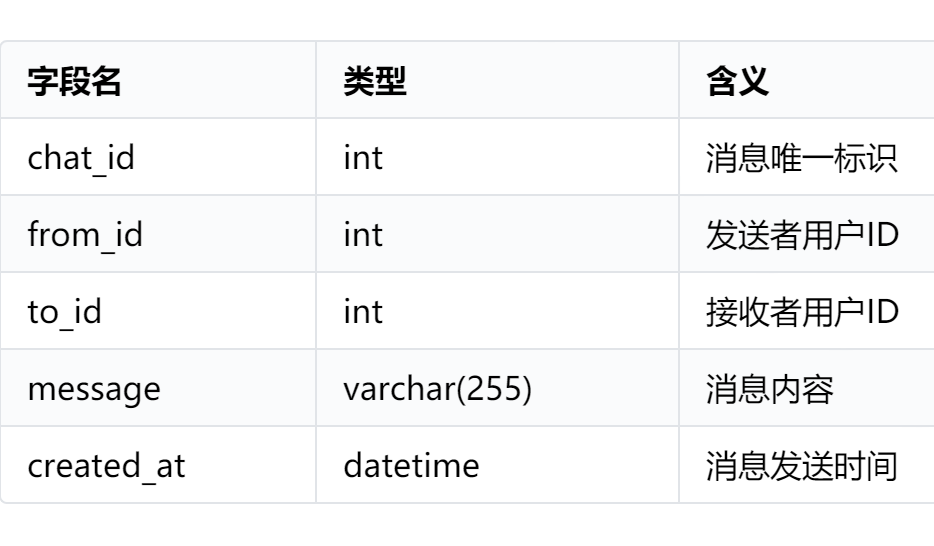 字段名 类型 含义
chat_id int 消息唯一标识
from_id int 发送者用户ID
to_id int 接收者用户ID
message varchar(255) 消息内容
created_at datetime 消息发送时间